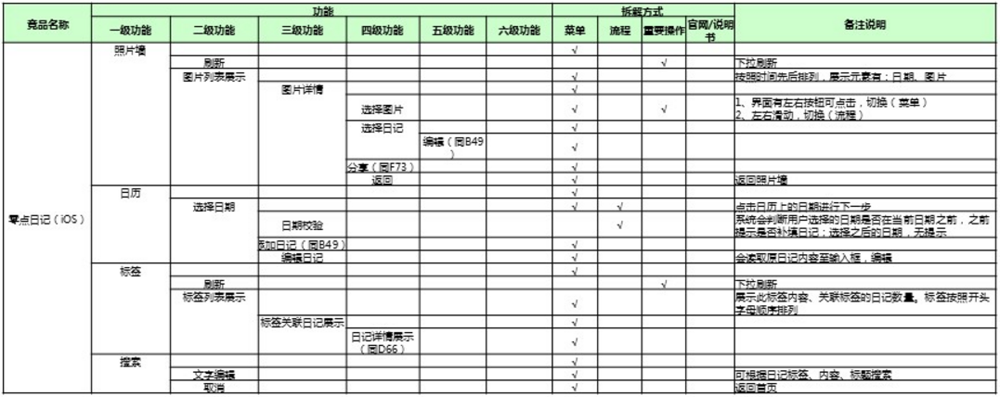 竞品名称 功能 拆解方式 备注说明
一级功能 二级功能 三级功能 四级功能 五级功能 六级功能 菜单 流程 重要操作 官网/说明
书
零点日记（iOS）
照片墙 √
刷新 √ 下拉刷新
图片列表展示 √ 按照时间先后排列，展示元素有：日期、图片
图片详情 √
选择图片 √ √ 1、界面有左右按钮可点击，切换（菜单）
2、左右滑动，切换（流程）
选择日记 √
编辑（同B49
） √
分享（同F73） √
返回 √ 返回照片墙
日历 √
选择日期 √ √ 点击日历上的日期进行下一步
日期校验 √ 系统会判断用户选择的日期是否在当前日期之前，之前
提示是否补填日记；选择之后的日期，无提示
添加日记（同B49） √
编辑日记 √ 会读取原日记内容至输入框，编辑
标签 √
刷新 √ 下拉刷新
标签列表展示 √ 展示此标签内容、关联标签的日记数量。标签按照开头
字母顺序排列
标签关联日记展示 √
日记详情展示
（同D66） √
搜索 √
文字编辑 √ 可根据日记标签、内容、标题搜索
取消 √ 返回首页